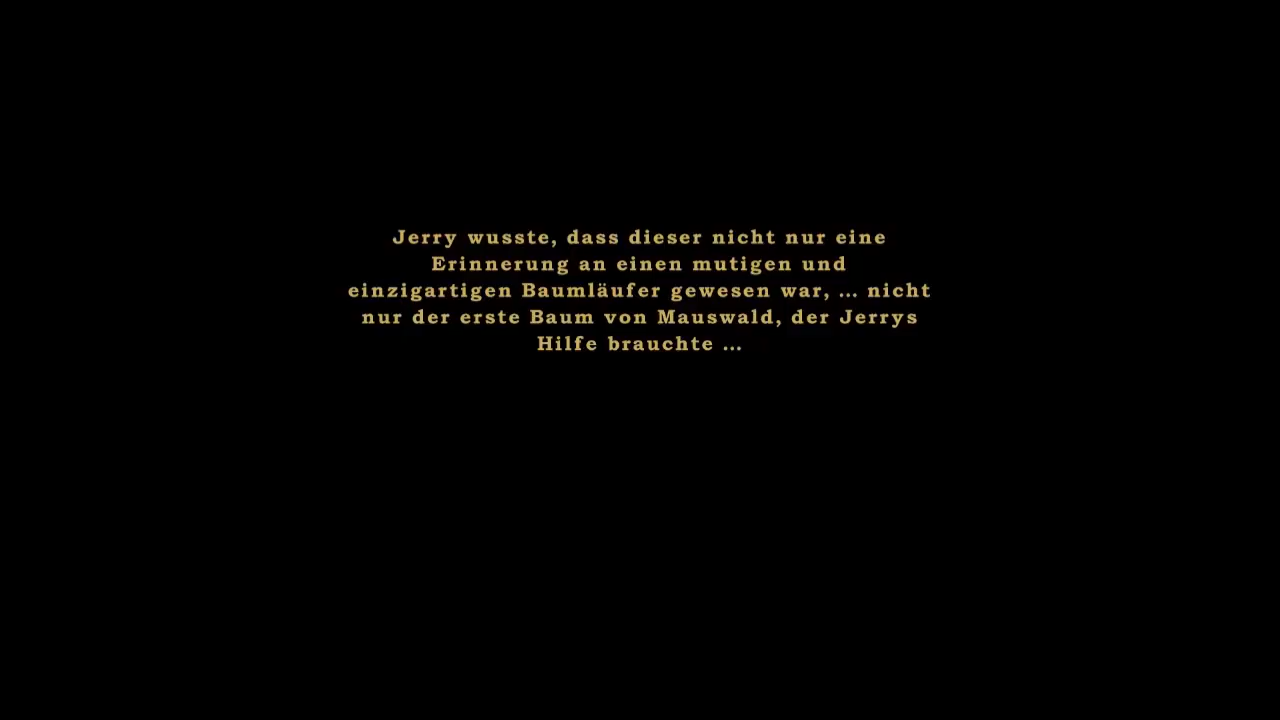 Jerry wusste, dass dieser nicht nur eine
Erinnerung an einen mutigen und
einzigartigen Baumläufer gewesen war, ... nicht
nur der erste Baum von Mauswald, der Jerrys
Hilfe brauchte ...